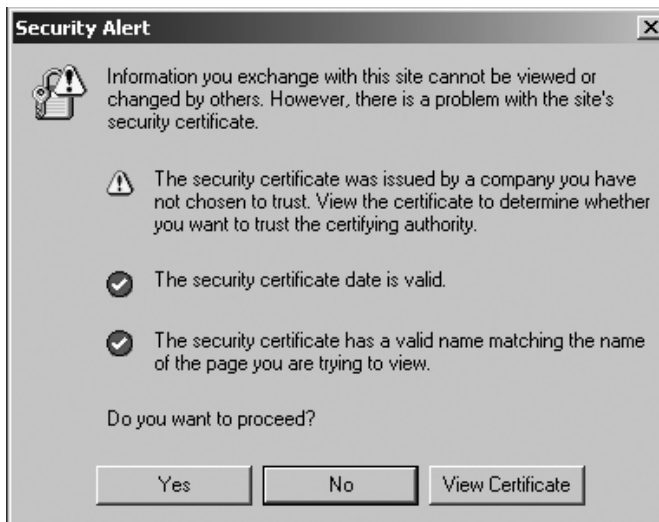 Security Alert
Information you exchange with this site cannot be viewed or
changed by others. However, there is a problem with the site's
security certificate.
The security certificate was issued by a company you have
not chosen to trust. View the certificate to determine whether
you want to trust the certifying authority.
The security certificate date is valid.
The security certificate has a valid name matching the name
of the page you are trying to view.
Do you want to proceed?
Yes
No
View Certificate